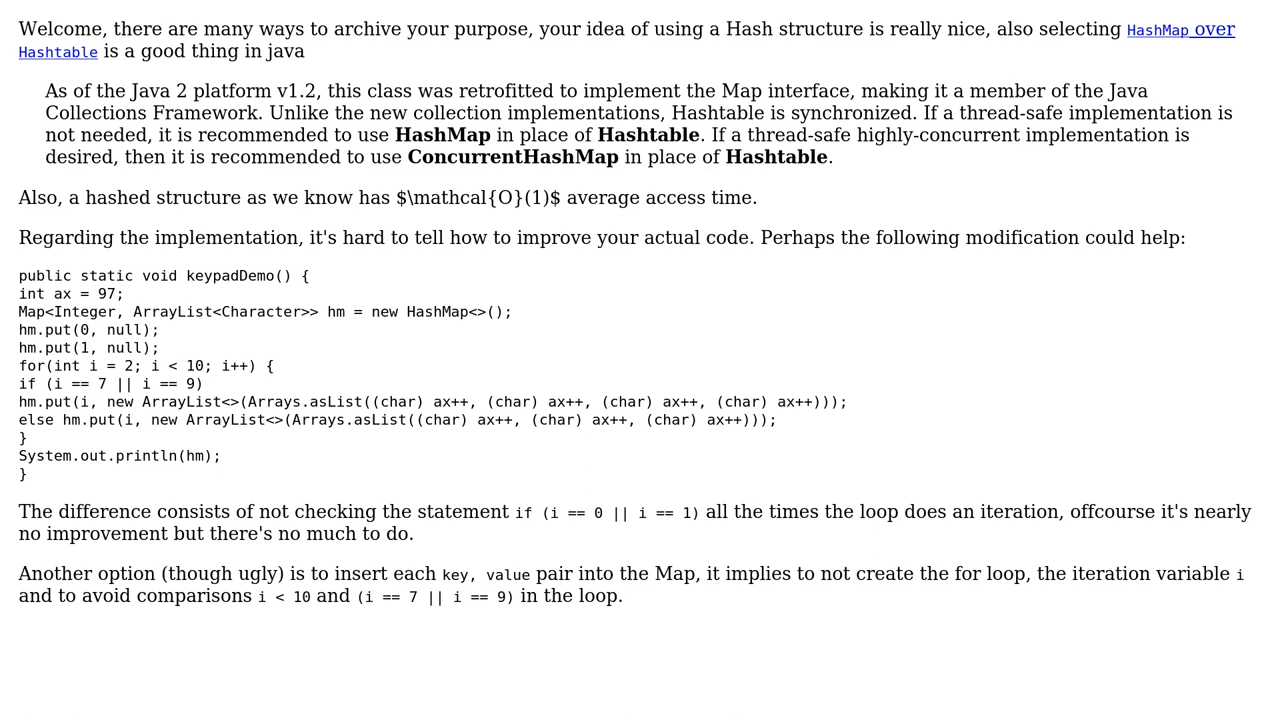 Welcome, there are many ways to archive your purpose, your idea of using a Hash structure is really nice, also selecting HashMap over
Hashtable is a good thing in java
As of the Java 2 platform v1.2, this class was retrofitted to implement the Map interface, making it a member of the Java
Collections Framework. Unlike the new collection implementations, Hashtable is synchronized. If a thread-safe implementation is
not needed, it is recommended to use HashMap in place of Hashtable. If a thread-safe highly-concurrent implementation is
desired, then it is recommended to use ConcurrentHashMap in place of Hashtable.
Also, a hashed structure as we know has $\mathcal{O}(1)$ average access time.
Regarding the implementation, it's hard to tell how to improve your actual code. Perhaps the following modification could help:
public static void keypadDemo() {
int ax = 97;
Map<Integer, ArrayList<Character>> hm = new HashMap<>();
hm.put(0, null);
hm.put(1, null);
for(int i = 2; i < 10; i++) {
if (i == 7 || i == 9)
hm.put(i, new ArrayList<>(Arrays.asList((char) ax++, (char) ax++, (char) ax++, (char) ax++)));
else hm.put(i, new ArrayList<>(Arrays.asList((char) ax++, (char) ax++, (char) ax++)));
}
System.out.println(hm);
}
The difference consists of not checking the statement if (i == 0 || i == 1) all the times the loop does an iteration, offcourse it's nearly
no improvement but there's no much to do.
Another option (though ugly) is to insert each key, value pair into the Map, it implies to not create the for loop, the iteration variable i
and to avoid comparisons i < 10 and (i == 7 || i == 9) in the loop.